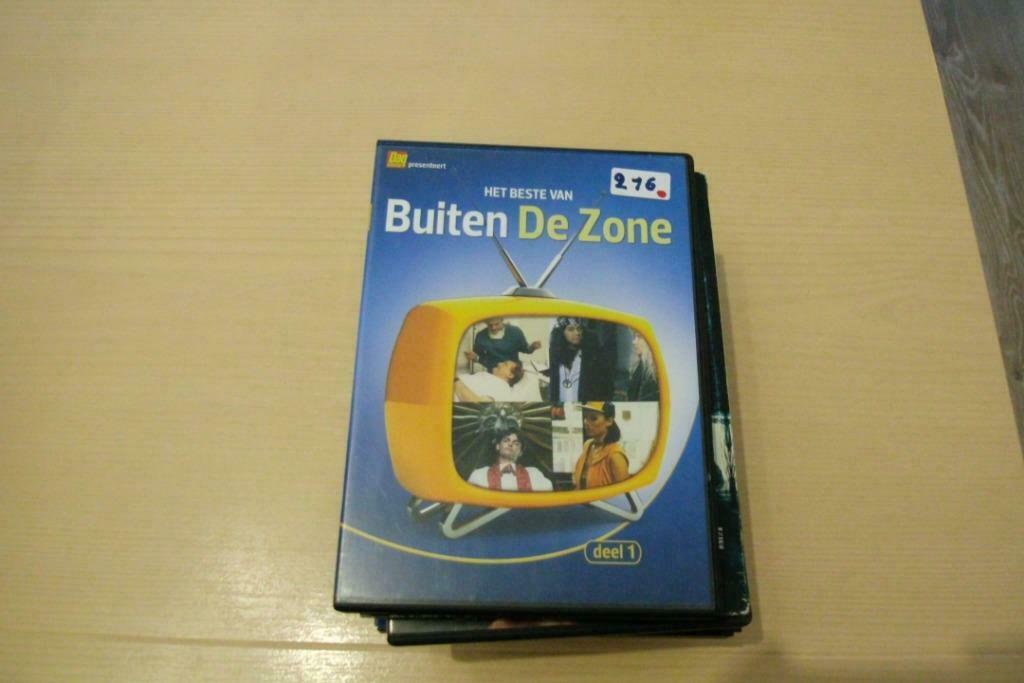 Dag
presenteert
276.
HET BESTE VAN
Buiten De Zone
deel 1